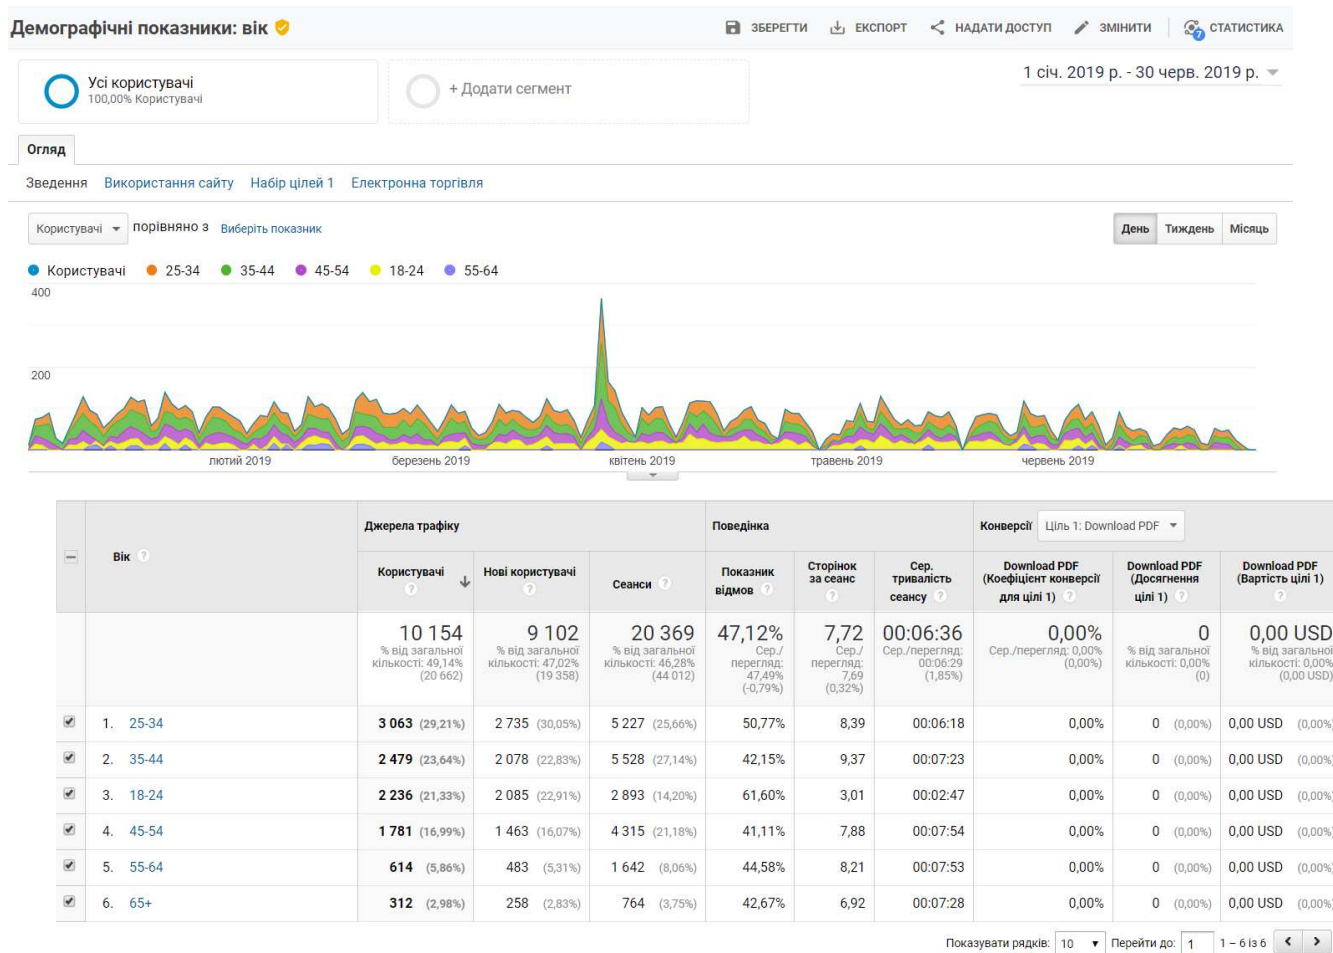 Демографічні показники: вік
ЗБЕРЕГТИ ЕКСПОРТ НАДАТИ ДОСТУП ЗМІНИТИ 7 СТАТИСТИКА
Усі користувачі
100,00% Користувачі
+ Додати сегмент
1 січ. 2019 р. - 30 черв. 2019 р.
Огляд
Зведення Використання сайту Набір цілей 1 Електронна торгівля
Користувачі порівняно з Виберіть показник
День Тиждень Місяць
Користувачі 25-34 35-44 45-54 18-24 55-64
400
200
лютий 2019 березень 2019 квітень 2019 травень 2019 червень 2019
Джерела трафіку Поведінка Конверсії Ціль 1: Download PDF
Вік ?
Користувачі ? Нові користувачі ? Сеанси ? Показник відмов ? Сторінок за сеанс ? Сер. тривалість сеансу ? Download PDF (Коефіцієнт конверсії для цілі 1) ? Download PDF (Досягнення цілі 1) ? Download PDF (Вартість цілі 1) ?
10 154 9 102 20 369 47,12% 7,72 00:06:36 0,00% 0 0,00 USD
% від загальної кількості: 49,14% (20 662) % від загальної кількості: 47,02% (19 358) % від загальної кількості: 46,28% (44 012) Сер./перегляд: 47,49% (-0,79%) Сер./перегляд: 7,69 (0,32%) Сер./перегляд: 00:06:29 (1,85%) Сер./перегляд: 0,00% (0,00%) % від загальної кількості: 0,00% (0) % від загальної кількості: 0,00% (0,00 USD)
1. 25-34 3 063 (29,21%) 2 735 (30,05%) 5 227 (25,66%) 50,77% 8,39 00:06:18 0,00% 0 (0,00%) 0,00 USD (0,00%)
2. 35-44 2 479 (23,64%) 2 078 (22,83%) 5 528 (27,14%) 42,15% 9,37 00:07:23 0,00% 0 (0,00%) 0,00 USD (0,00%)
3. 18-24 2 236 (21,33%) 2 085 (22,91%) 2 893 (14,20%) 61,60% 3,01 00:02:47 0,00% 0 (0,00%) 0,00 USD (0,00%)
4. 45-54 1 781 (16,99%) 1 463 (16,07%) 4 315 (21,18%) 41,11% 7,88 00:07:54 0,00% 0 (0,00%) 0,00 USD (0,00%)
5. 55-64 614 (5,86%) 483 (5,31%) 1 642 (8,06%) 44,58% 8,21 00:07:53 0,00% 0 (0,00%) 0,00 USD (0,00%)
6. 65+ 312 (2,98%) 258 (2,83%) 764 (3,75%) 42,67% 6,92 00:07:28 0,00% 0 (0,00%) 0,00 USD (0,00%)
Показувати рядків: 10 Перейти до: 1 1 – 6 із 6